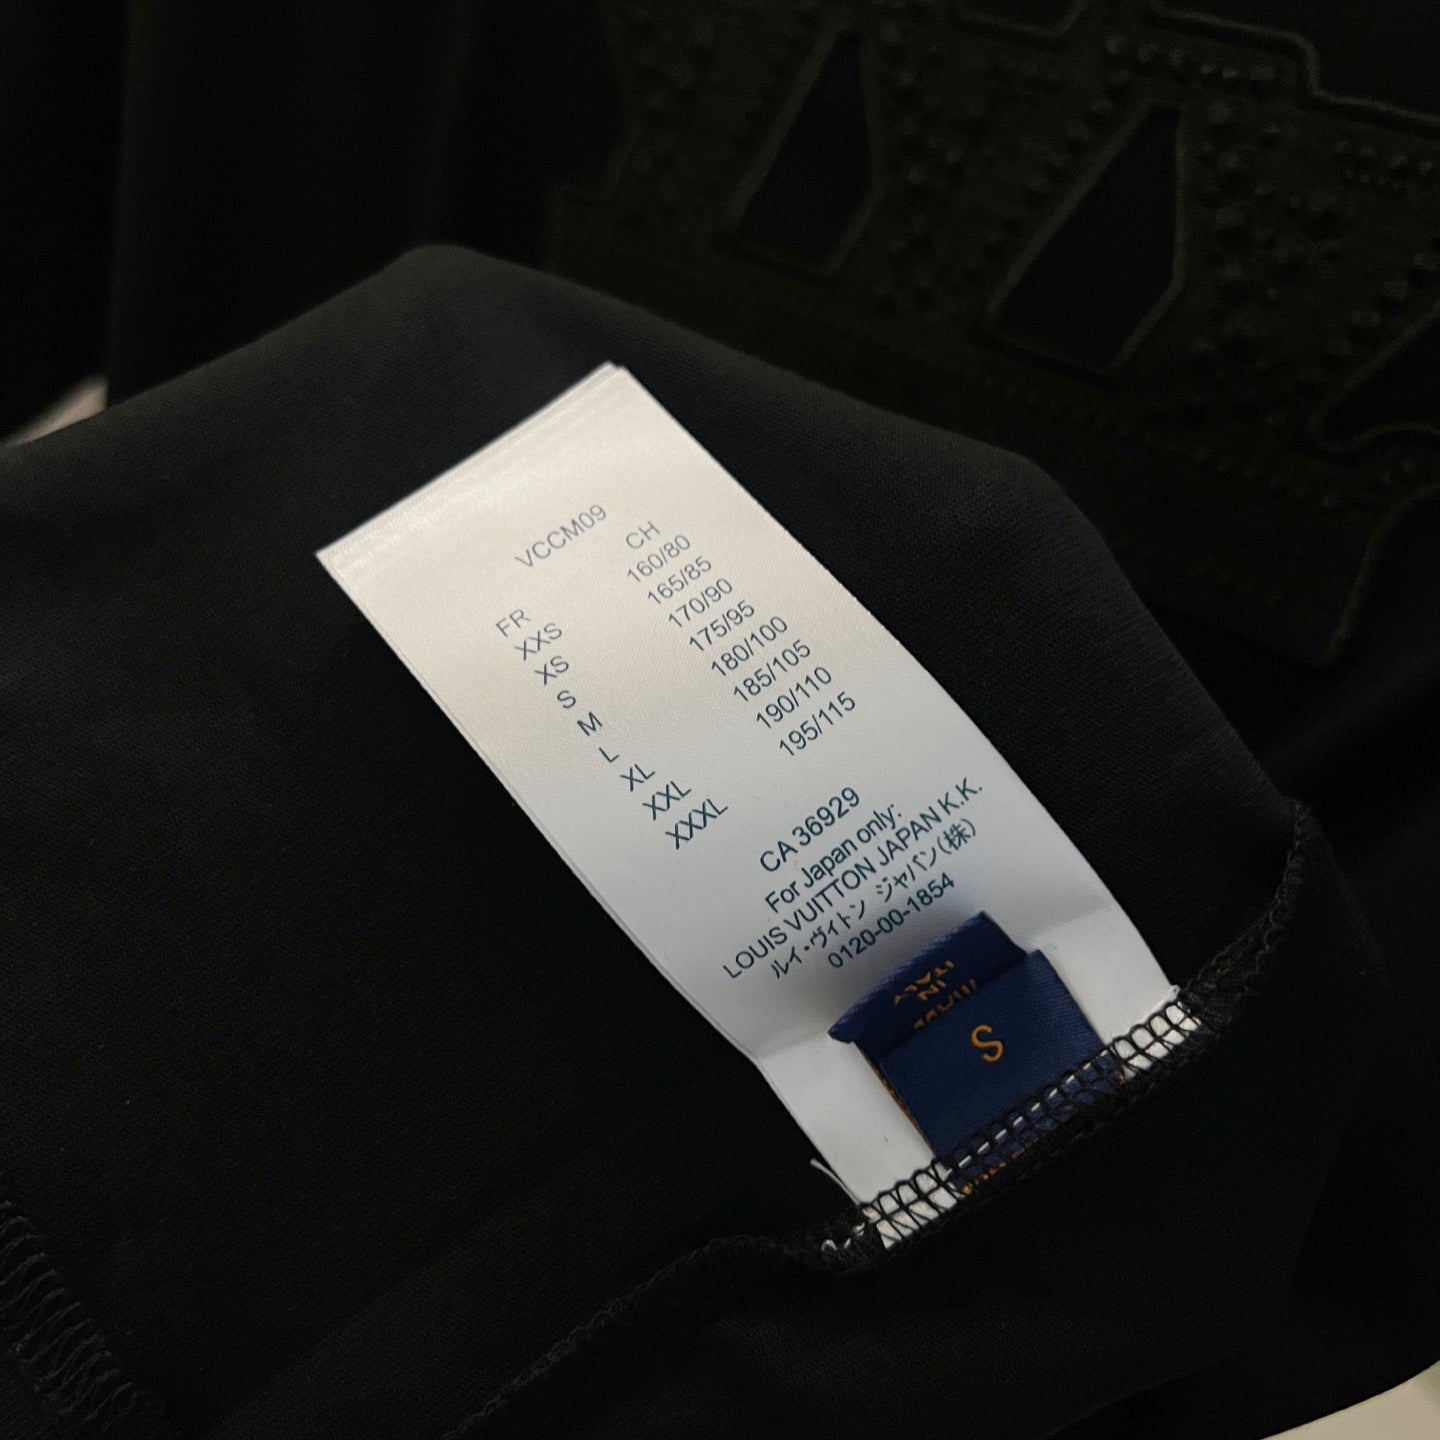 VCCM09
FR CH
XXS 160/80
XS 165/85
S 170/90
M 175/95
L 180/100
XL 185/105
XXL 190/110
XXXL 195/115
CA 36929
For Japan only:
LOUIS VUITTON JAPAN K.K.
ルイ・ヴィトン ジャパン(株)
0120-00-1854
S